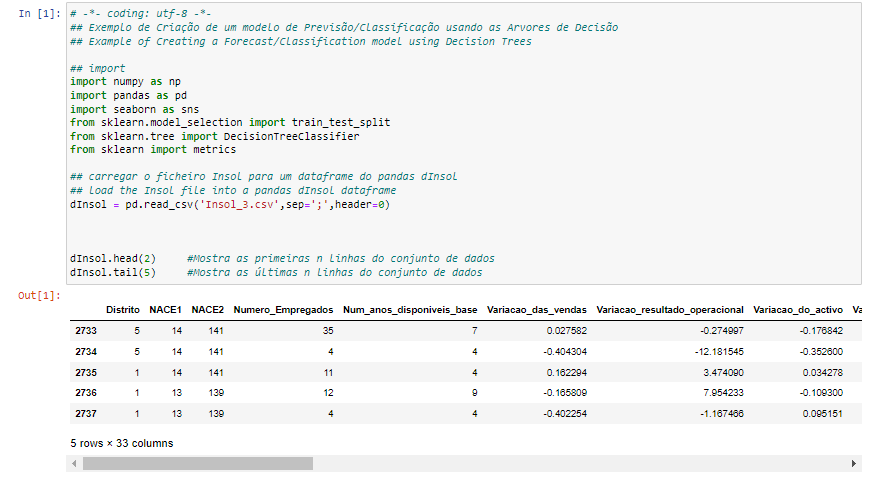 In [1]: # -*- coding: utf-8 -*-
## Exemplo de Criação de um modelo de Previsão/Classificação usando as Arvores de Decisão
## Example of Creating a Forecast/Classification model using Decision Trees
## import
import numpy as np
import pandas as pd
import seaborn as sns
from sklearn.model_selection import train_test_split
from sklearn.tree import DecisionTreeClassifier
from sklearn import metrics
## carregar o ficheiro Insol para um dataframe do pandas dInsol
## load the Insol file into a pandas dInsol dataframe
dInsol = pd.read_csv('Insol_3.csv',sep=';',header=0)
dInsol.head(2) #Mostra as primeiras n linhas do conjunto de dados
dInsol.tail(5) #Mostra as últimas n linhas do conjunto de dados
Out[1]:
Distrito NACE1 NACE2 Numero_Empregados Num_anos_disponiveis_base Variacao_das_vendas Variacao_resultado_operacional Variacao_do_activo Va
2733 5 14 141 35 7 0.027582 -0.274997 -0.176842
2734 5 14 141 4 4 -0.404304 -12.181545 -0.352600
2735 1 14 141 11 4 0.162294 3.474090 0.034278
2736 1 13 139 12 9 -0.165809 7.954233 -0.109300
2737 1 13 139 4 4 -0.402254 -1.167466 0.095151
5 rows × 33 columns